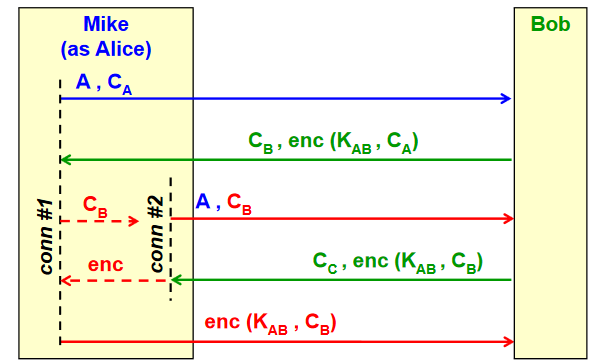 Mike
(as Alice)
Bob
A , CA
CB , enc (KAB , CA)
conn #1
CB
conn #2
A , CB
enc
CC , enc (KAB , CB)
enc (KAB , CB)